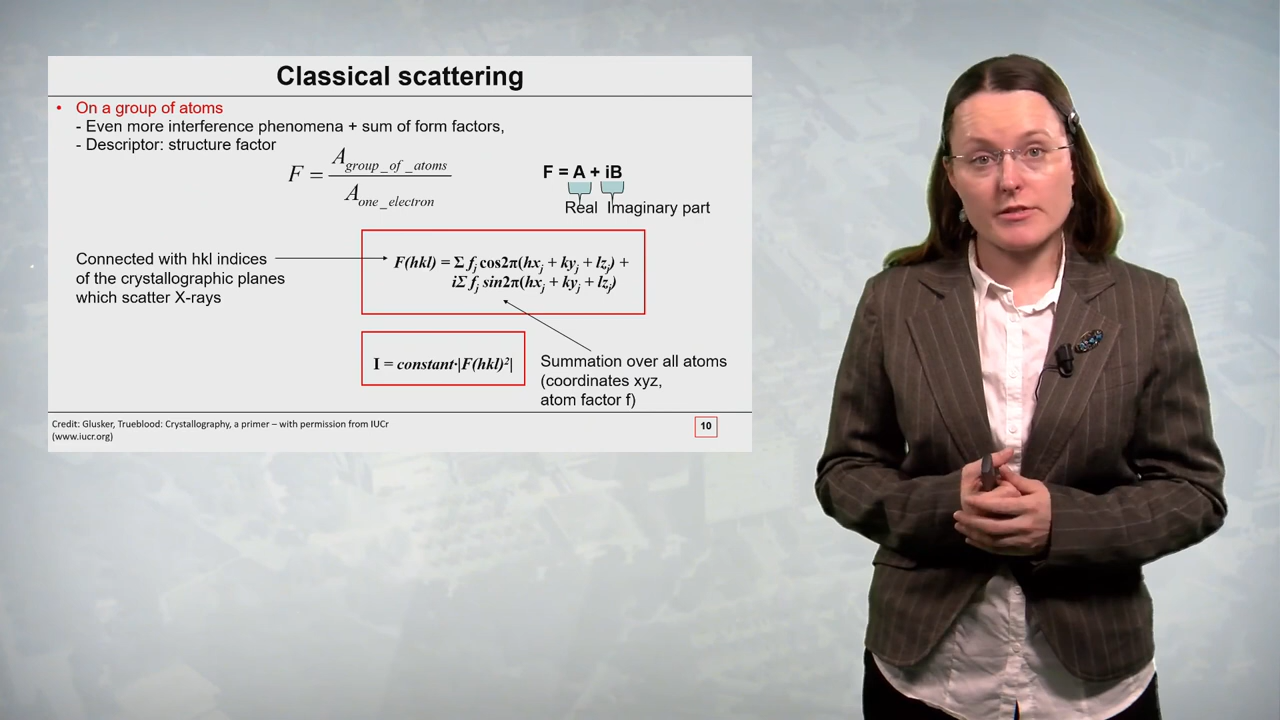 Classical scattering
• On a group of atoms
- Even more interference phenomena + sum of form factors,
- Descriptor: structure factor
F = A_group_of_atoms / A_one_electron
F = A + iB
Real Imaginary part
Connected with hkl indices
of the crystallographic planes
which scatter X-rays
F(hkl) = Σ f_j cos2π(hx_j + ky_j + lz_j) +
iΣ f_j sin2π(hx_j + ky_j + lz_j)
I = constant·|F(hkl)²|
Summation over all atoms
(coordinates xyz,
atom factor f)
Credit: Glusker, Trueblood: Crystallography, a primer – with permission from IUCr
(www.iucr.org)
10